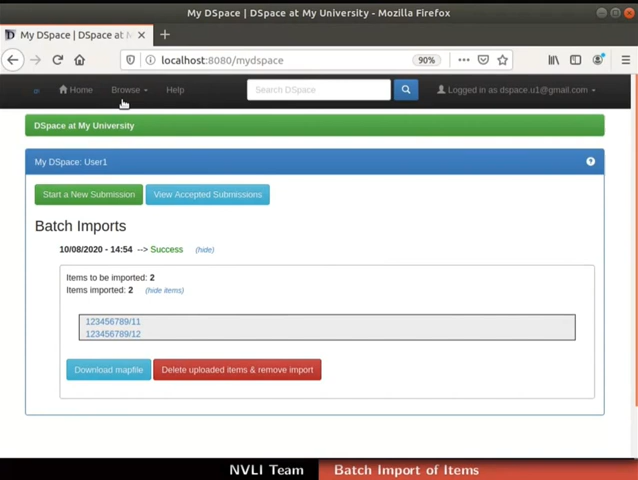 My DSpace | DSpace at My University - Mozilla Firefox
My DSpace | DSpace at M
localhost:8080/mydspace
90%
Home
Browse
Help
Search DSpace
Logged in as dspace.u1@gmail.com
DSpace at My University
My DSpace: User1
Start a New Submission
View Accepted Submissions
Batch Imports
10/08/2020 - 14:54 --> Success (hide)
Items to be imported: 2
Items imported: 2 (hide items)
123456789/11
123456789/12
Download mapfile
Delete uploaded items & remove import
NVLI Team
Batch Import of Items